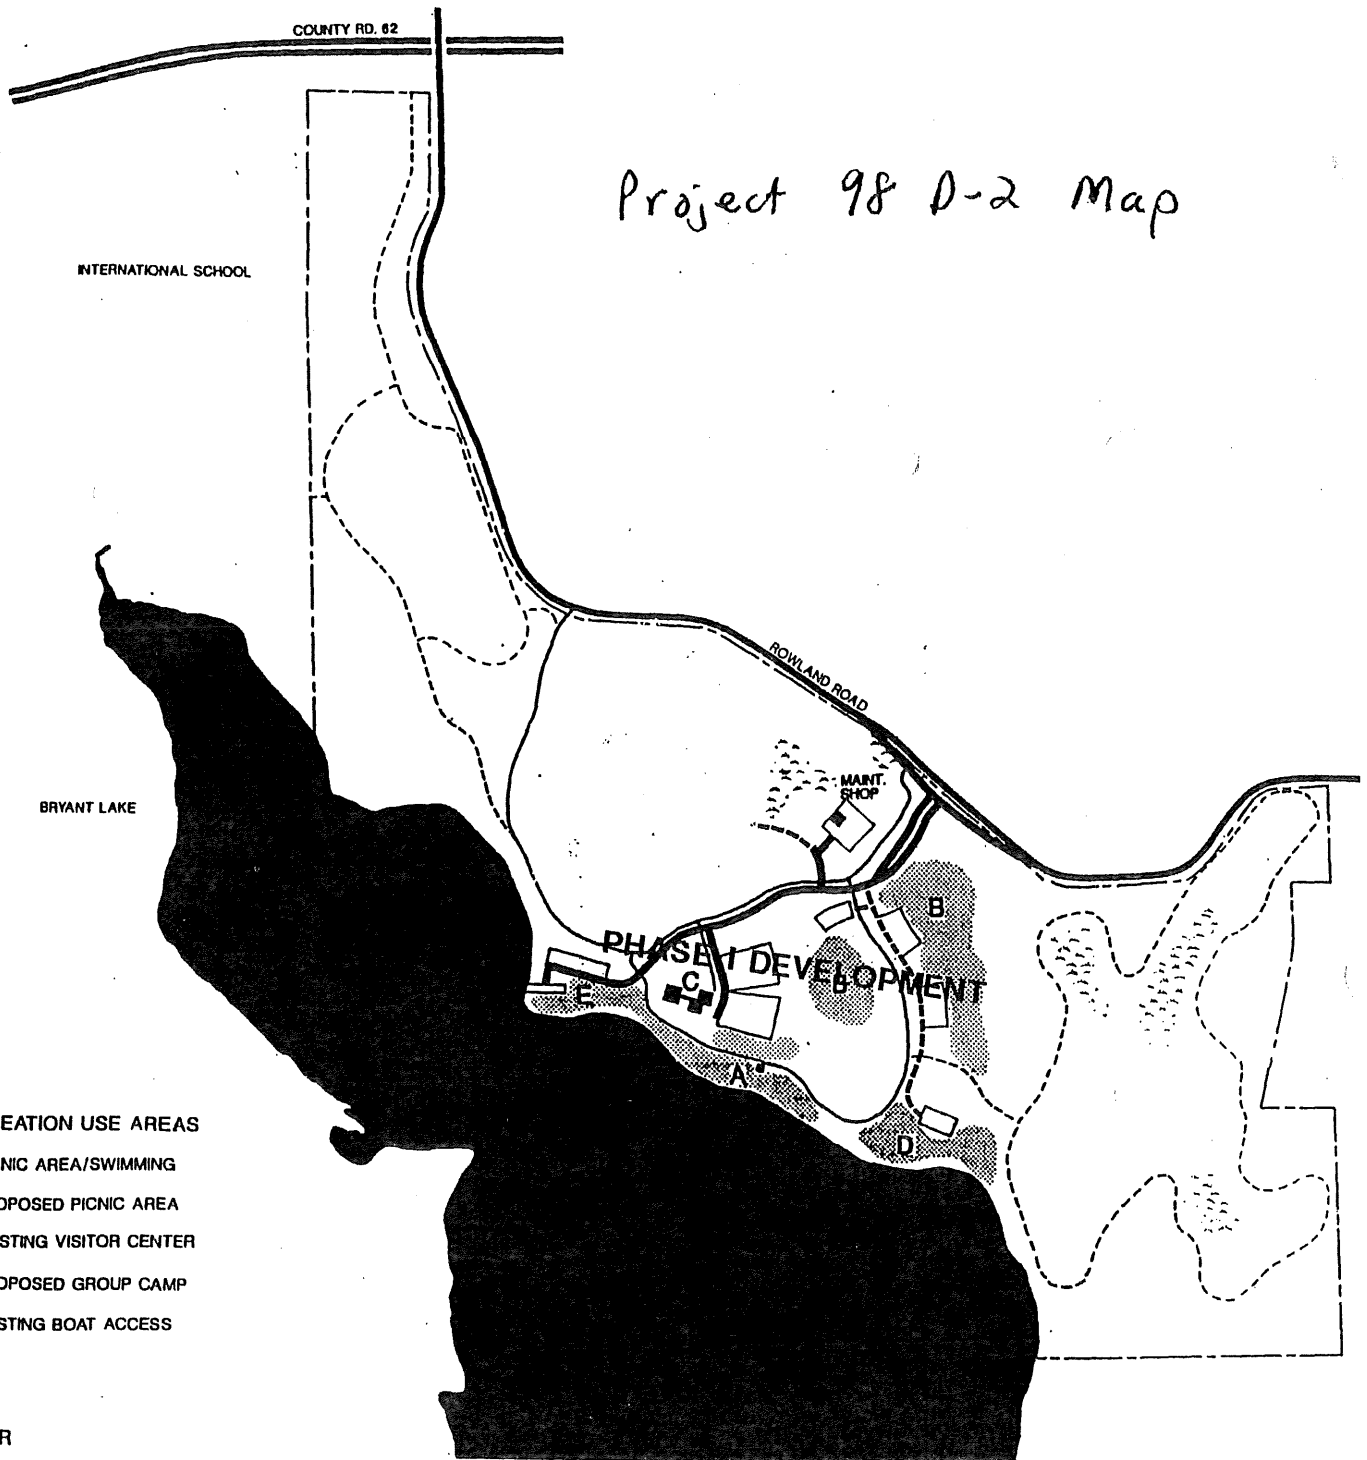 COUNTY RD. 62
Project 98 D-2 Map
INTERNATIONAL SCHOOL
ROWLAND ROAD
MAINT.
SHOP
BRYANT LAKE
B
PHASE I DEVELOPMENT
C
B
E
A
D
EATION USE AREAS
NIC AREA/SWIMMING
OPOSED PICNIC AREA
STING VISITOR CENTER
OPOSED GROUP CAMP
STING BOAT ACCESS
R